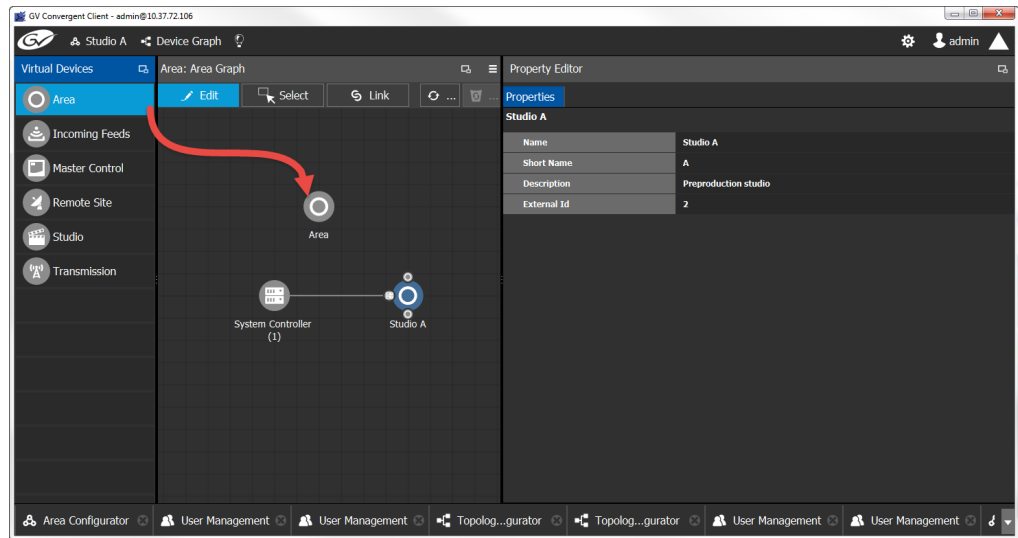 GV Convergent Client - admin@10.37.72.106
GV Studio A Device Graph admin
Virtual Devices
Area
Incoming Feeds
Master Control
Remote Site
Studio
Transmission
Area: Area Graph
Edit Select Link ... ...
Area
System Controller
(1)
Studio A
Property Editor
Properties
Studio A
Name Studio A
Short Name A
Description Preproduction studio
External Id 2
Area Configurator User Management User Management Topolog...gurator Topolog...gurator User Management User Management